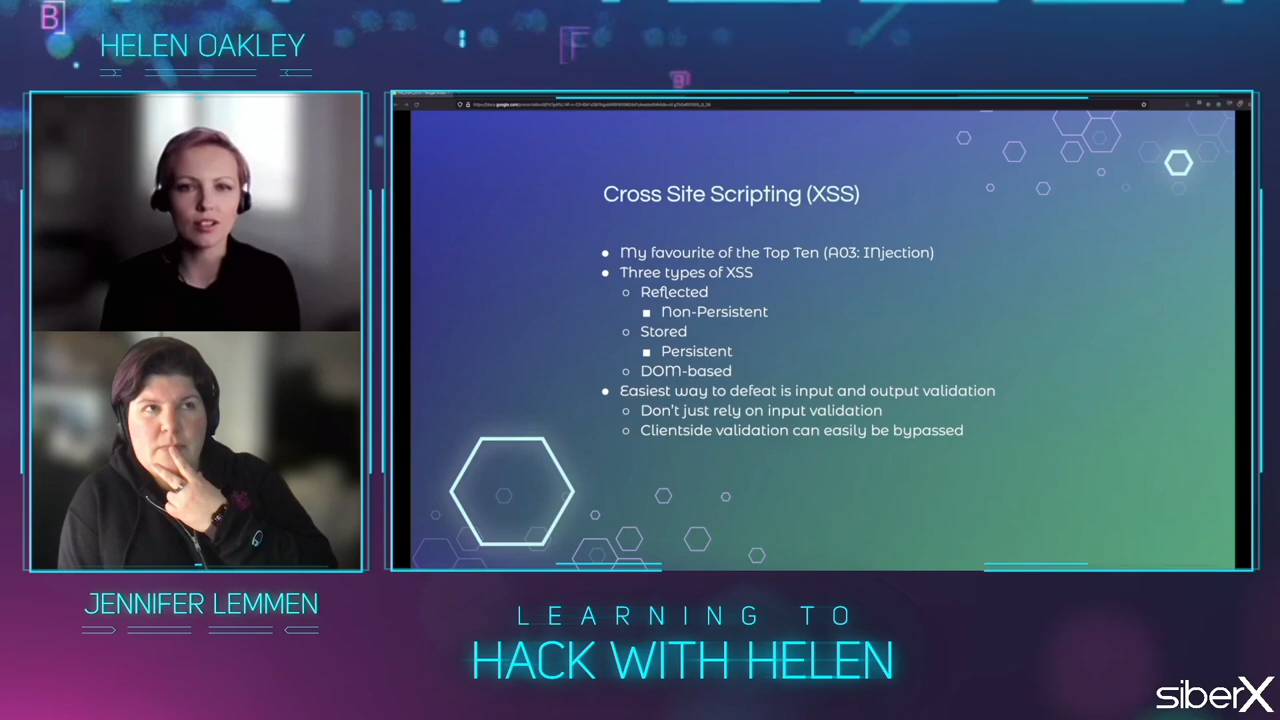 HELEN OAKLEY
JENNIFER LEMMEN
Cross Site Scripting (XSS)
● My favourite of the Top Ten (A03: INjection)
● Three types of XSS
○ Reflected
■ Non-Persistent
○ Stored
■ Persistent
○ DOM-based
● Easiest way to defeat is input and output validation
○ Don't just rely on input validation
○ Clientside validation can easily be bypassed
LEARNING TO
HACK WITH HELEN
siberX
B
F
B